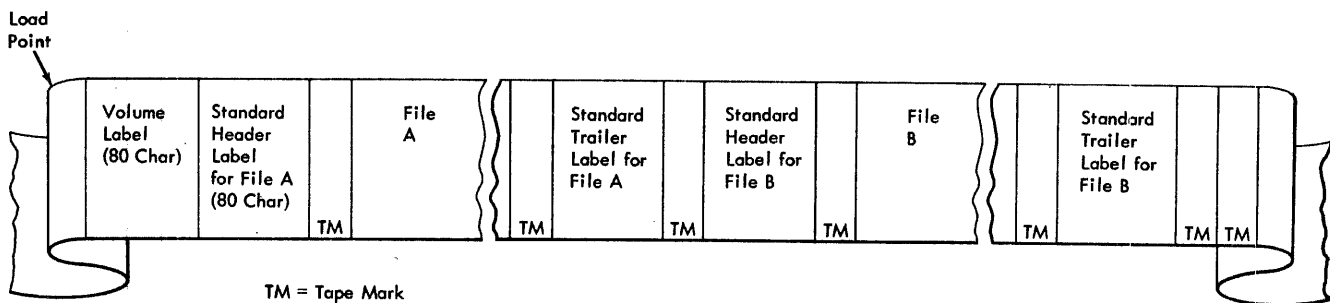 Load
Point
Volume
Label
(80 Char)
Standard
Header
Label
for File A
(80 Char)
TM
File
A
TM
Standard
Trailer
Label for
File A
TM
Standard
Header
Label for
File B
TM
File
B
TM
Standard
Trailer
Label for
File B
TM
TM
TM = Tape Mark